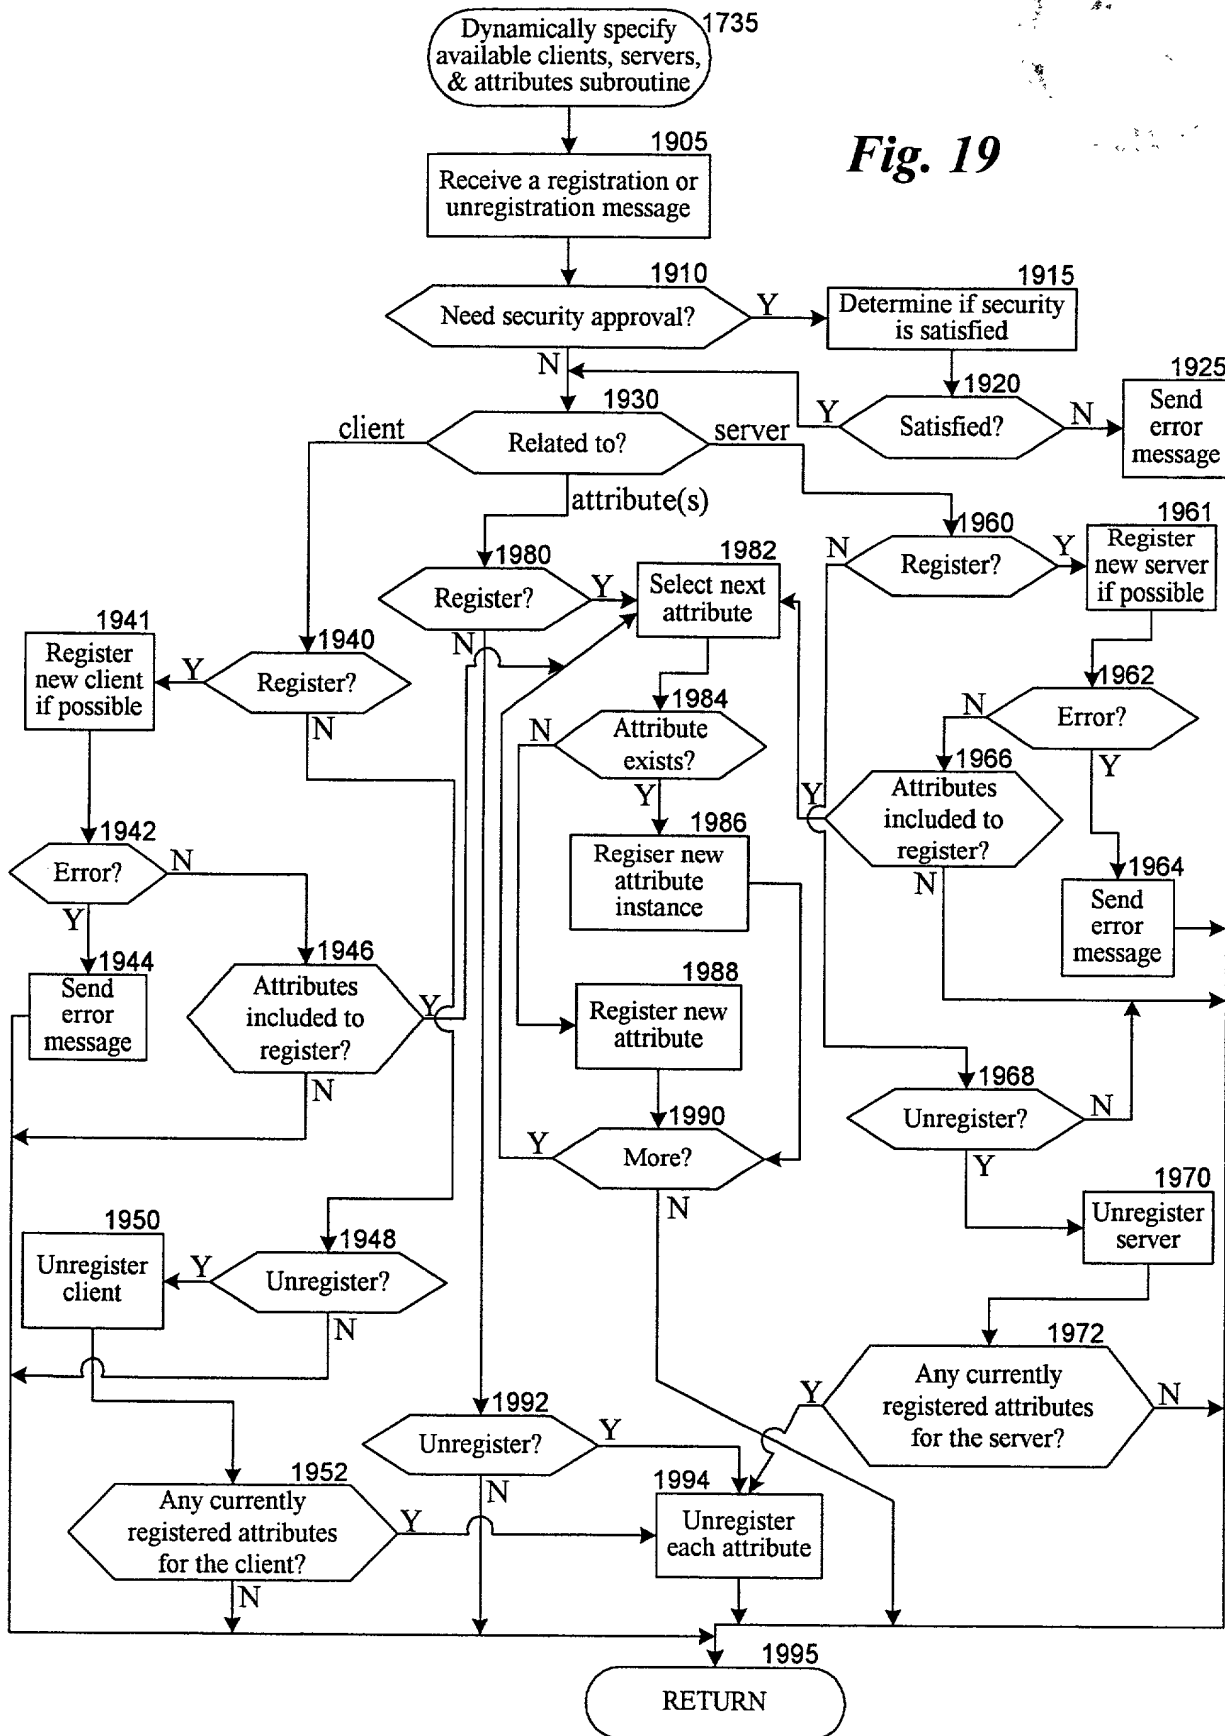 Dynamically specify
available clients, servers,
& attributes subroutine
1735
Fig. 19
1905
Receive a registration or
unregistration message
1910
Need security approval?
Y
N
1915
Determine if security
is satisfied
1920
Satisfied?
Y
N
1925
Send
error
message
1930
Related to?
client
server
attribute(s)
1960
Register?
N
Y
1961
Register
new server
if possible
1980
Register?
Y
N
1982
Select next
attribute
1941
Register
new client
if possible
1940
Register?
Y
N
1962
Error?
N
Y
1984
Attribute
exists?
N
Y
1966
Attributes
included to
register?
Y
N
1986
Regiser new
attribute
instance
1942
Error?
N
Y
1964
Send
error
message
1944
Send
error
message
1946
Attributes
included to
register?
Y
N
1988
Register new
attribute
1968
Unregister?
N
Y
1990
More?
Y
N
1970
Unregister
server
1950
Unregister
client
1948
Unregister?
Y
N
1972
Any currently
registered attributes
for the server?
Y
N
1992
Unregister?
Y
N
1952
Any currently
registered attributes
for the client?
Y
N
1994
Unregister
each attribute
1995
RETURN